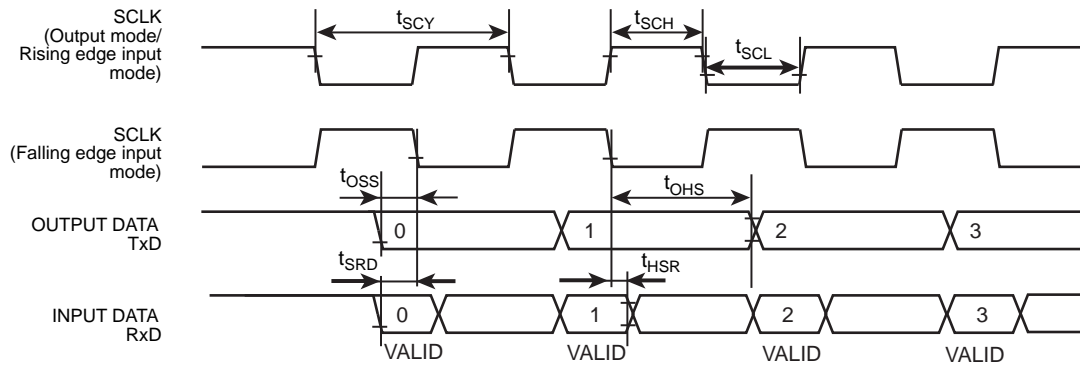 SCLK
(Output mode/
Rising edge input
mode)
tSCY
tSCH
tSCL
SCLK
(Falling edge input
mode)
tOSS
tOHS
OUTPUT DATA
TxD
0
1
2
3
tSRD
tHSR
INPUT DATA
RxD
0
1
2
3
VALID
VALID
VALID
VALID